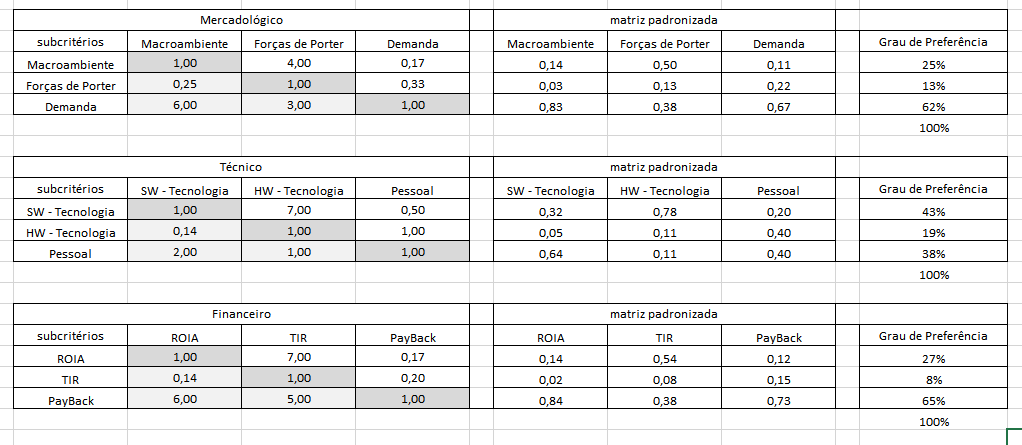 Mercadológico matriz padronizada
subcritérios Macroambiente Forças de Porter Demanda Macroambiente Forças de Porter Demanda Grau de Preferência
Macroambiente 1,00 4,00 0,17 0,14 0,50 0,11 25%
Forças de Porter 0,25 1,00 0,33 0,03 0,13 0,22 13%
Demanda 6,00 3,00 1,00 0,83 0,38 0,67 62%
100%
Técnico matriz padronizada
subcritérios SW - Tecnologia HW - Tecnologia Pessoal SW - Tecnologia HW - Tecnologia Pessoal Grau de Preferência
SW - Tecnologia 1,00 7,00 0,50 0,32 0,78 0,20 43%
HW - Tecnologia 0,14 1,00 1,00 0,05 0,11 0,40 19%
Pessoal 2,00 1,00 1,00 0,64 0,11 0,40 38%
100%
Financeiro matriz padronizada
subcritérios ROIA TIR PayBack ROIA TIR PayBack Grau de Preferência
ROIA 1,00 7,00 0,17 0,14 0,54 0,12 27%
TIR 0,14 1,00 0,20 0,02 0,08 0,15 8%
PayBack 6,00 5,00 1,00 0,84 0,38 0,73 65%
100%